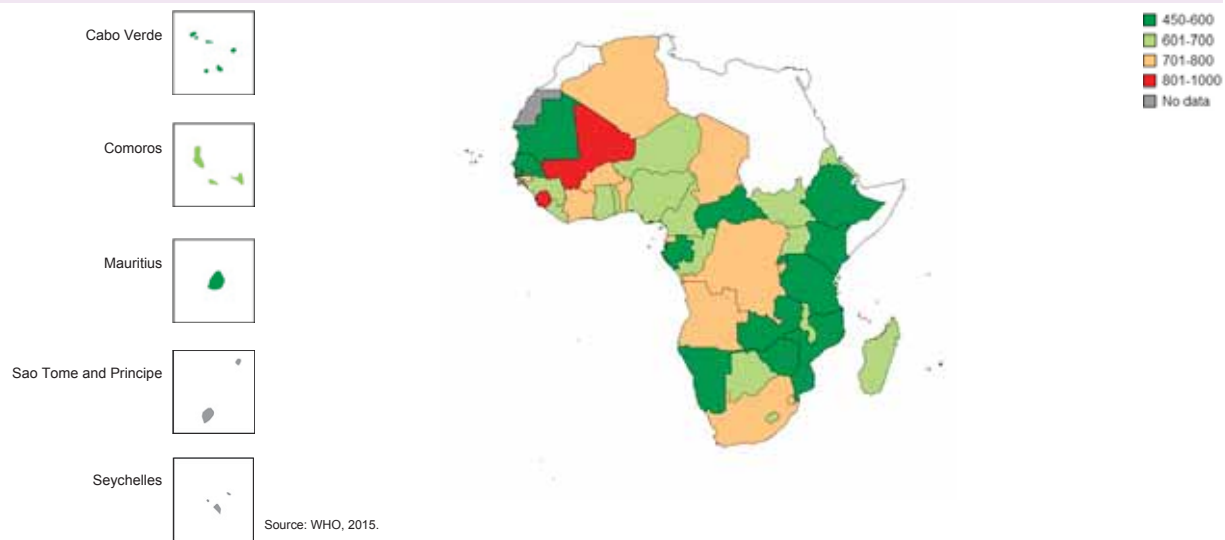 Cabo Verde
Comoros
Mauritius
Sao Tome and Principe
Seychelles
Source: WHO, 2015.
450-600
601-700
701-800
801-1000
No data